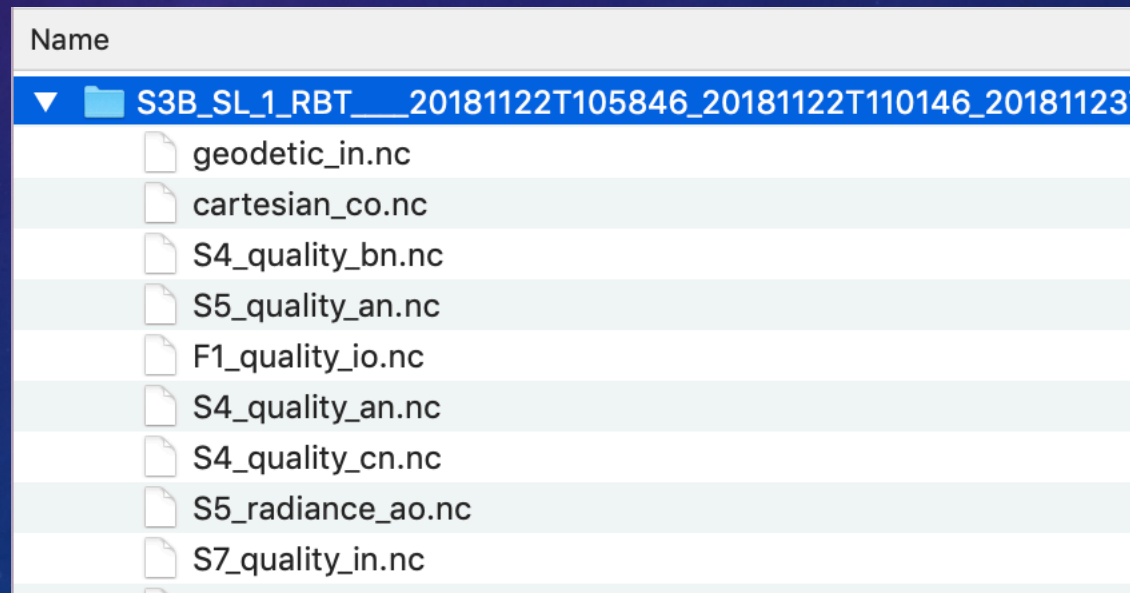 Name
S3B_SL_1_RBT____20181122T105846_20181122T110146_20181123T
geodetic_in.nc
cartesian_co.nc
S4_quality_bn.nc
S5_quality_an.nc
F1_quality_io.nc
S4_quality_an.nc
S4_quality_cn.nc
S5_radiance_ao.nc
S7_quality_in.nc